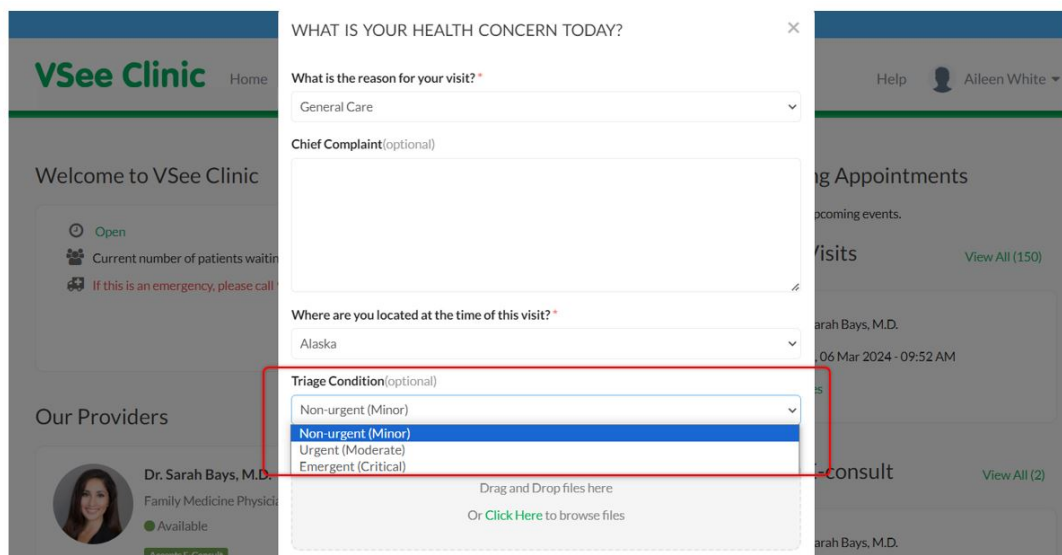 WHAT IS YOUR HEALTH CONCERN TODAY?
×
VSee Clinic
Home
Help
Aileen White
What is the reason for your visit? *
General Care
Chief Complaint(optional)
Welcome to VSee Clinic
Open
Current number of patients waitin
If this is an emergency, please call
Where are you located at the time of this visit? *
Alaska
Triage Condition(optional)
Non-urgent (Minor)
Non-urgent (Minor)
Urgent (Moderate)
Emergent (Critical)
Drag and Drop files here
Or Click Here to browse files
Our Providers
Dr. Sarah Bays, M.D.
Family Medicine Physicia
Available
ng Appointments
pcoming events.
Visits
View All (150)
arah Bays, M.D.
, 06 Mar 2024 - 09:52 AM
es
E-consult
View All (2)
arah Bays, M.D.